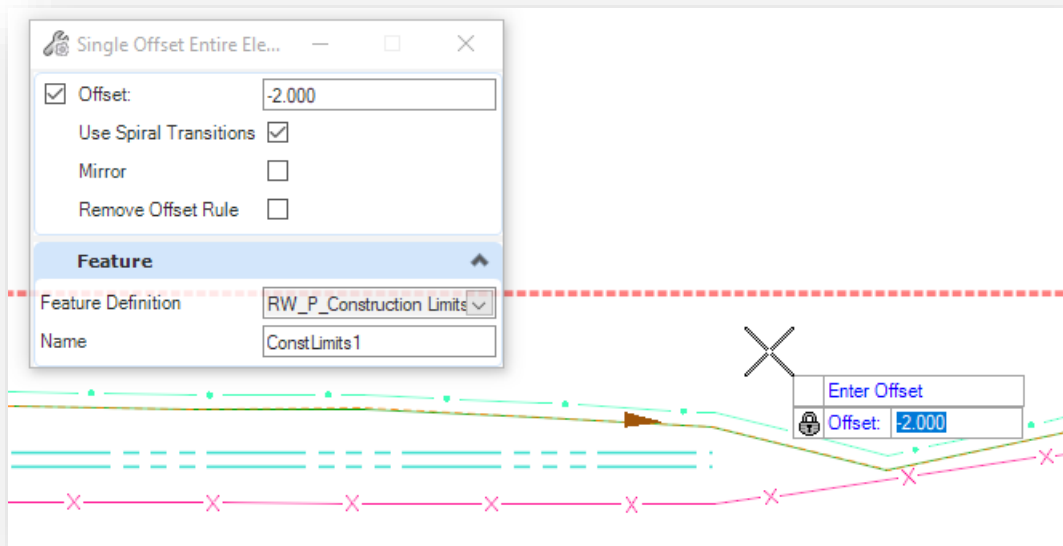 Single Offset Entire Ele...
Offset: -2.000
Use Spiral Transitions
Mirror
Remove Offset Rule
Feature
Feature Definition RW_P_Construction Limits
Name ConstLimits1
Enter Offset
Offset: -2.000